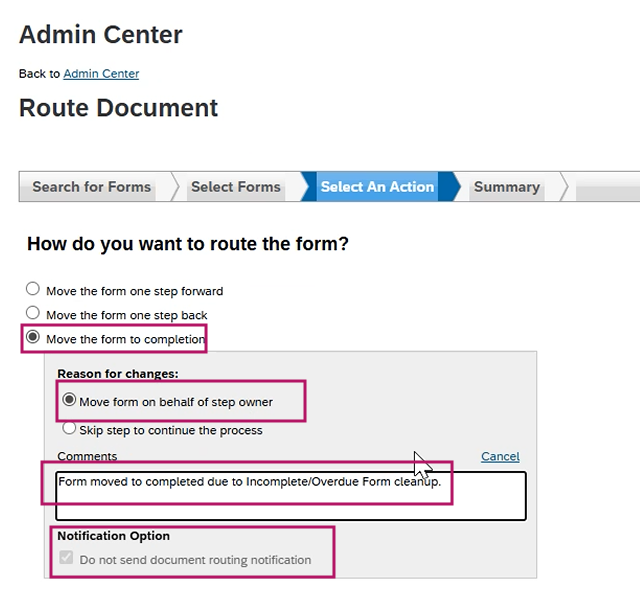 Admin Center
Back to Admin Center
Route Document
Search for Forms Select Forms Select An Action Summary
How do you want to route the form?
Move the form one step forward
Move the form one step back
Move the form to completion
Reason for changes:
Move form on behalf of step owner
Skip step to continue the process
Comments Cancel
Form moved to completed due to Incomplete/Overdue Form cleanup.
Notification Option
Do not send document routing notification